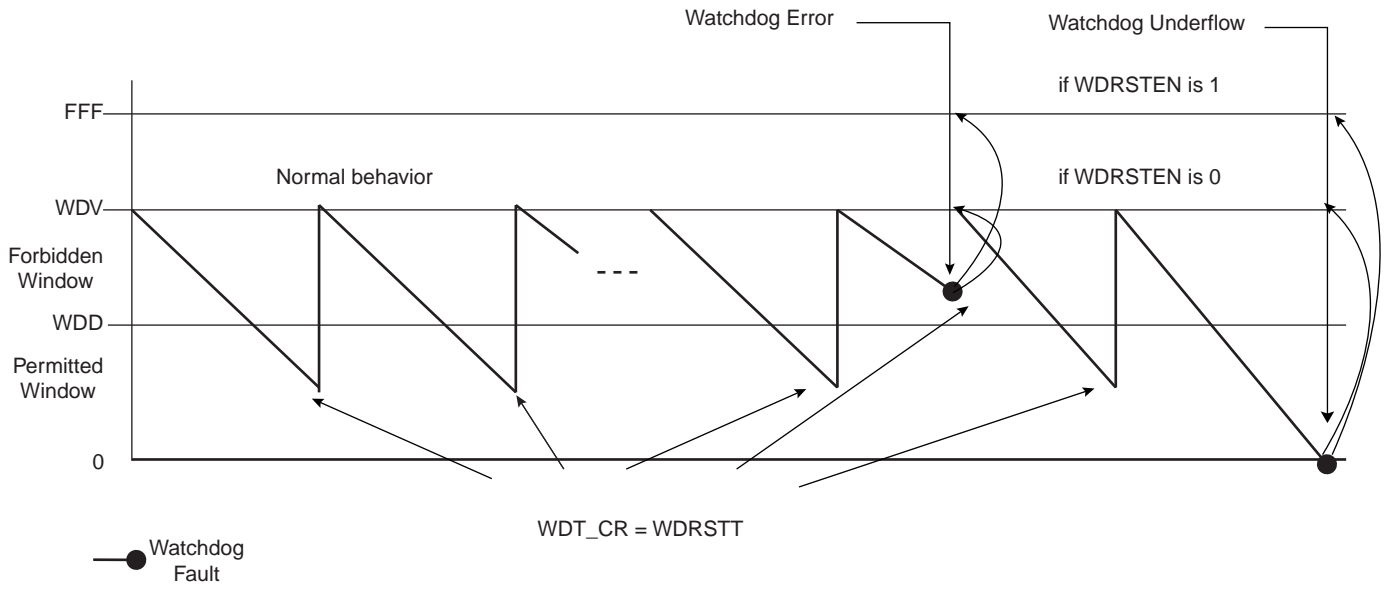 Watchdog Error
Watchdog Underflow
if WDRSTEN is 1
FFF
Normal behavior
if WDRSTEN is 0
WDV
Forbidden
Window
WDD
Permitted
Window
0
WDT_CR = WDRSTT
Watchdog
Fault